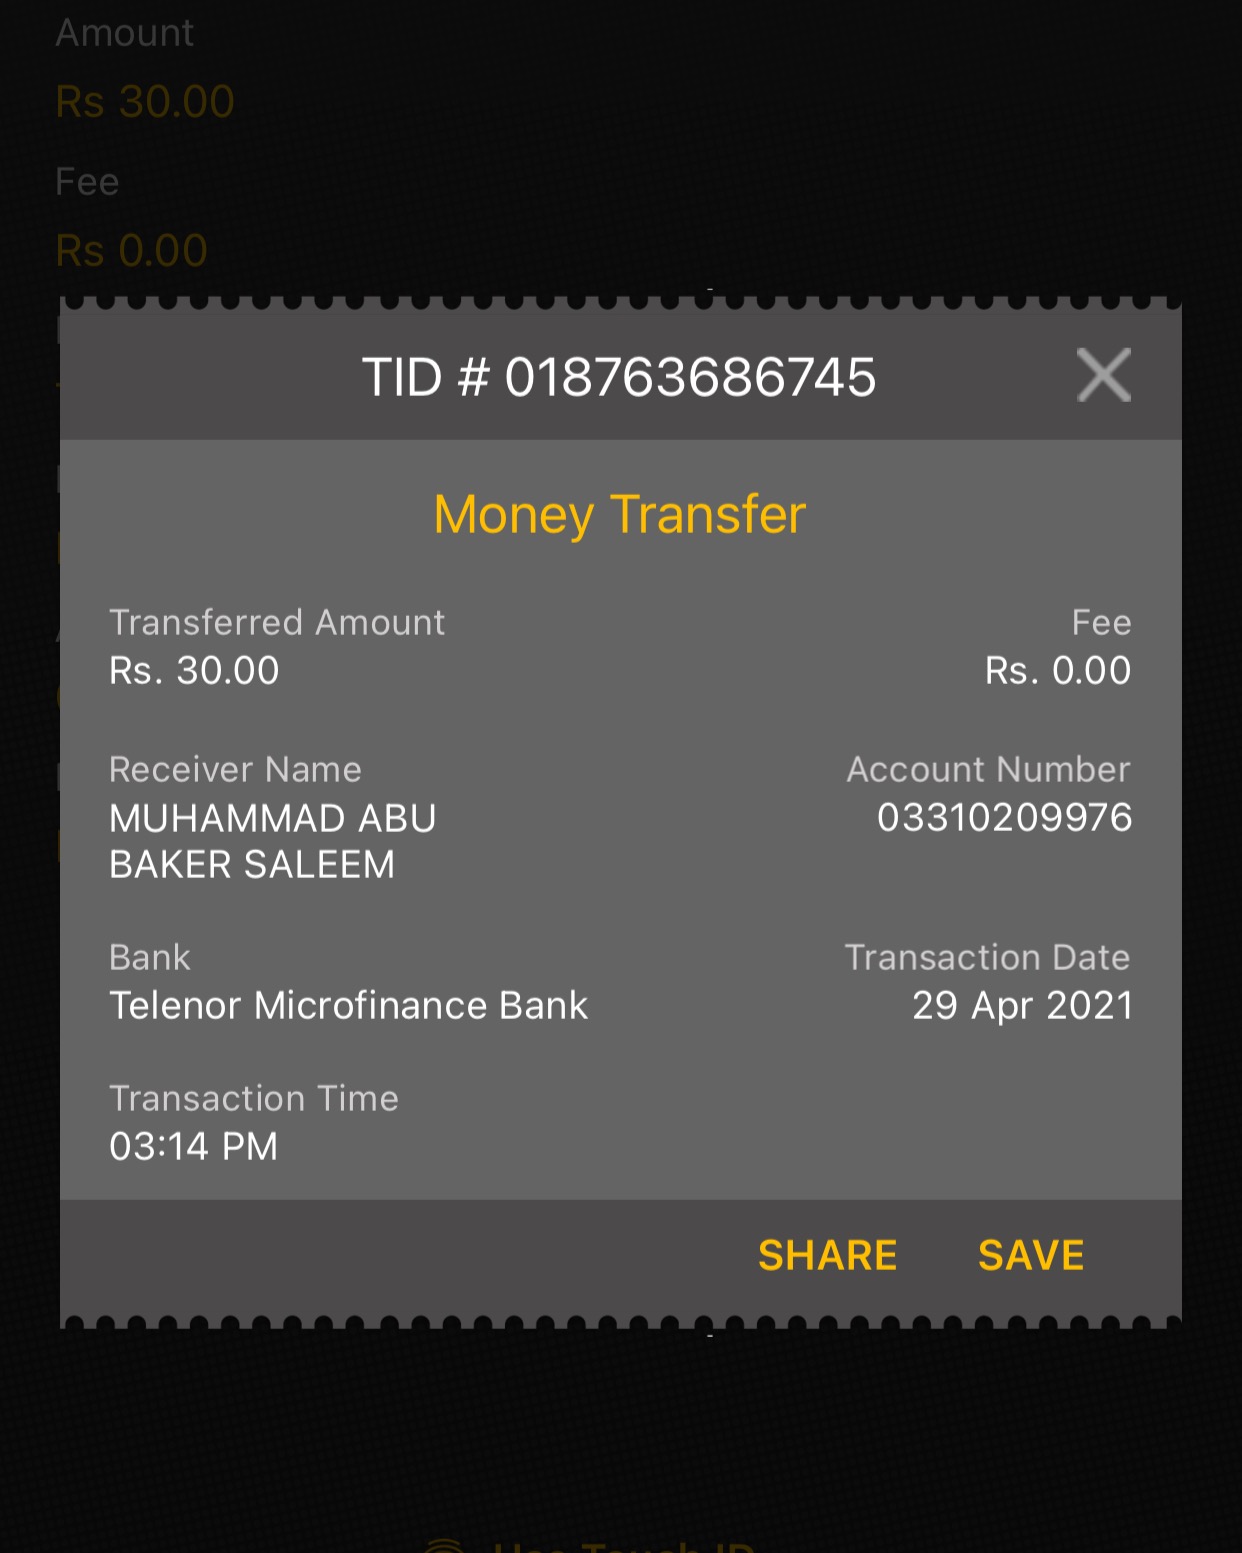 Amount
Rs 30.00
Fee
Rs 0.00
TID # 018763686745
Money Transfer
Transferred Amount
Fee
Rs. 30.00
Rs. 0.00
Receiver Name
Account Number
MUHAMMAD ABU
03310209976
BAKER SALEEM
Bank
Transaction Date
Telenor Microfinance Bank
29 Apr 2021
Transaction Time
03:14 PM
SHARE SAVE
Use Touch ID